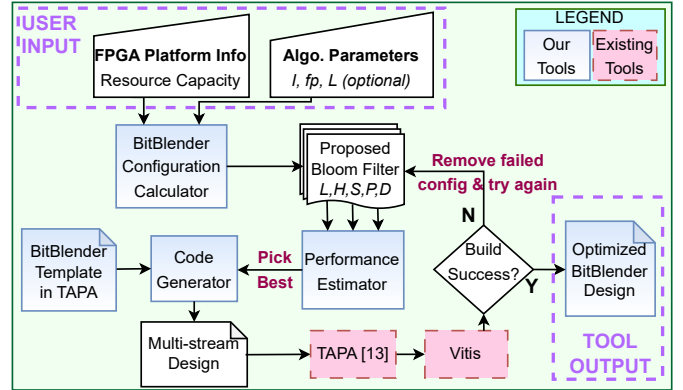 USER
INPUT
FPGA Platform Info
Resource Capacity
Algo. Parameters
I, fp, L (optional)
LEGEND
Our
Tools
Existing
Tools
BitBlender
Configuration
Calculator
Proposed
Bloom Filter
L,H,S,P,D
Remove failed
config & try again
BitBlender
Template
in TAPA
Code
Generator
Pick
Best
Performance
Estimator
N
Build
Success?
Y
Optimized
BitBlender
Design
Multi-stream
Design
TAPA [13]
Vitis
TOOL
OUTPUT